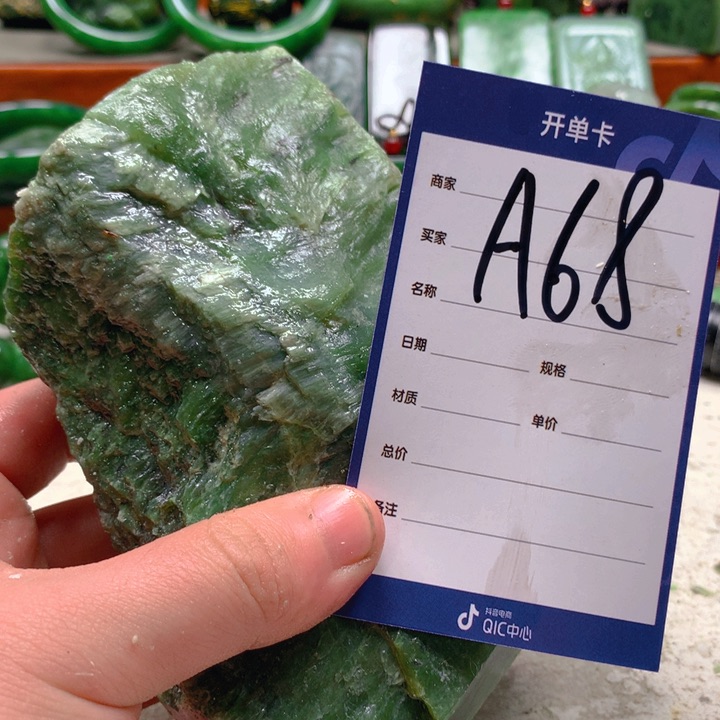 开单卡
商家
A68
买家
名称
日期 规格
材质 单价
总价
备注
抖音电商
QIC中心